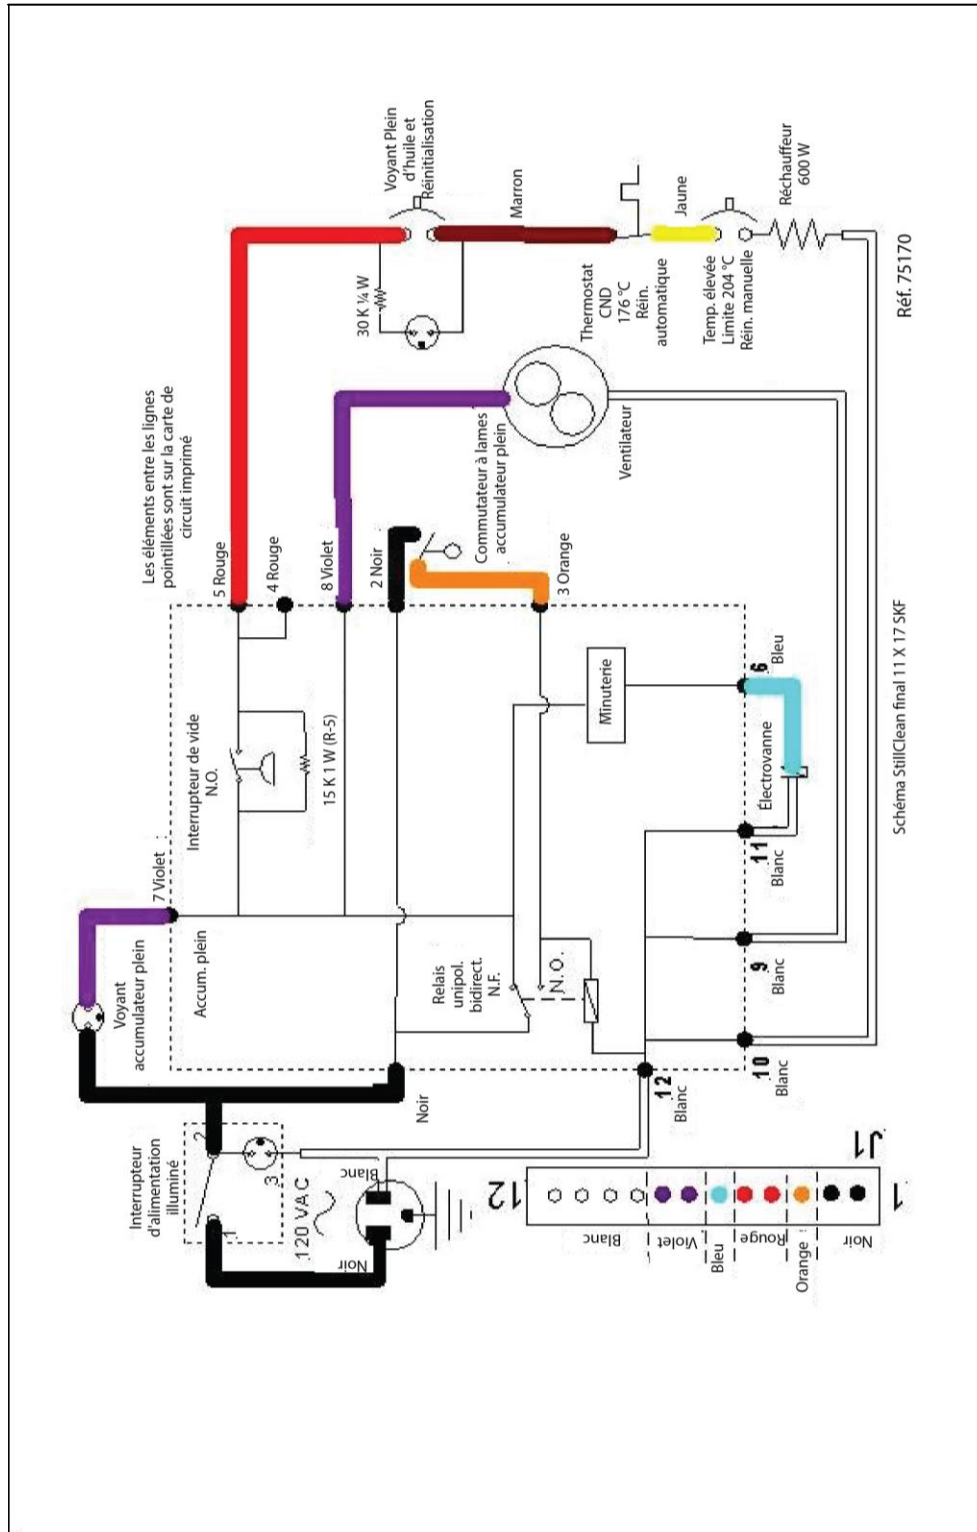 Interrupteur
d'alimentation
illuminé
1
2
3
120 VAC
Noir
Blanc
Voyant
accumulateur plein
7 Violet
Noir
12
Blanc
10
Blanc
9
Blanc
11
Blanc
6
Bleu
Électrovanne
Accum. plein
Interrupteur de vide
N.O.
15 K 1 W (R-5)
Relais
unipol.
bidirect.
N.F.
N.O.
Minuterie
Les éléments entre les lignes
pointillées sont sur la carte de
circuit imprimé
5 Rouge
4 Rouge
8 Violet
2 Noir
3 Orange
Commutateur à lames
accumulateur plein
Ventilateur
30 K ¼ W
Voyant Plein
d'huile et
Réinitialisation
Marron
Thermostat
CND
176 °C
Réin.
automatique
Jaune
Temp. élevée
Limite 204 °C
Réin. manuelle
Réchauffeur
600 W
Réf. 75170
Schéma StillClean final 11 X 17 SKF
J1
12
1
Blanc
Violet
Bleu
Rouge
Orange
Noir